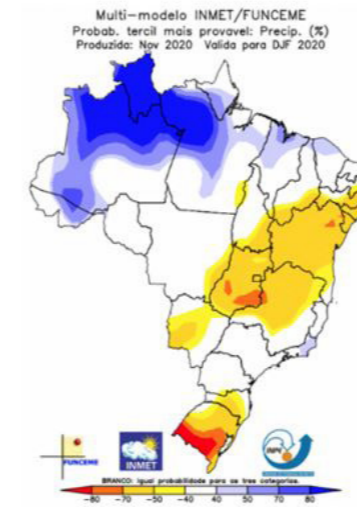 Multi-modelo INMET/FUNCEME
Probab. tercil mais provavel: Precip. (%)
Produzida: Nov 2020 Valida para DJF 2020
FUNCEME
INMET
BRANCO: igual probabilidade para as tres categorias.
-80 -70 -50 -40 40 50 70 80